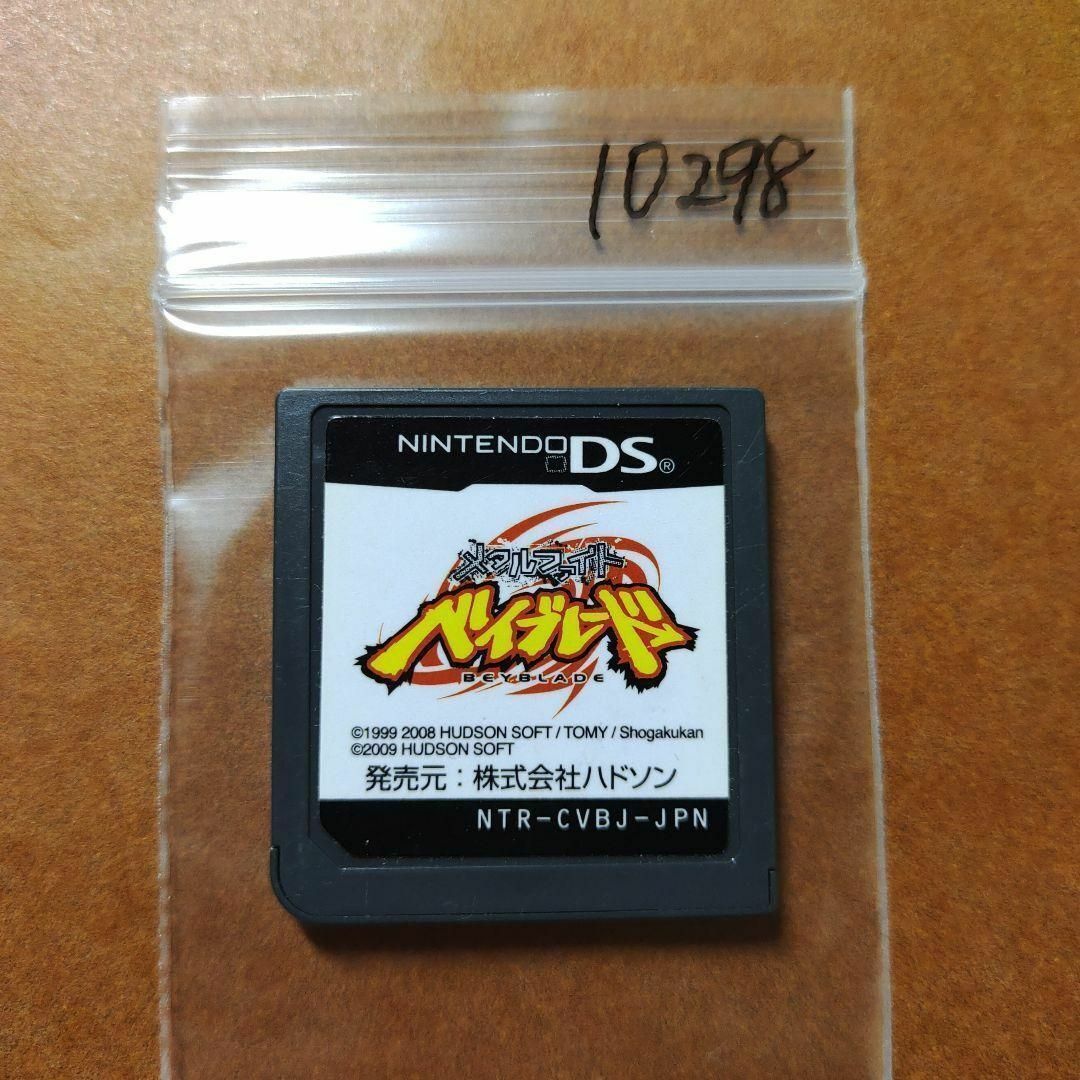 10298
NINTENDO DS®
メタルファイト
ベイブレード
BEYBLADE
©1999 2008 HUDSON SOFT / TOMY / Shogakukan
©2009 HUDSON SOFT
発売元：株式会社ハドソン
NTR-CVBJ-JPN